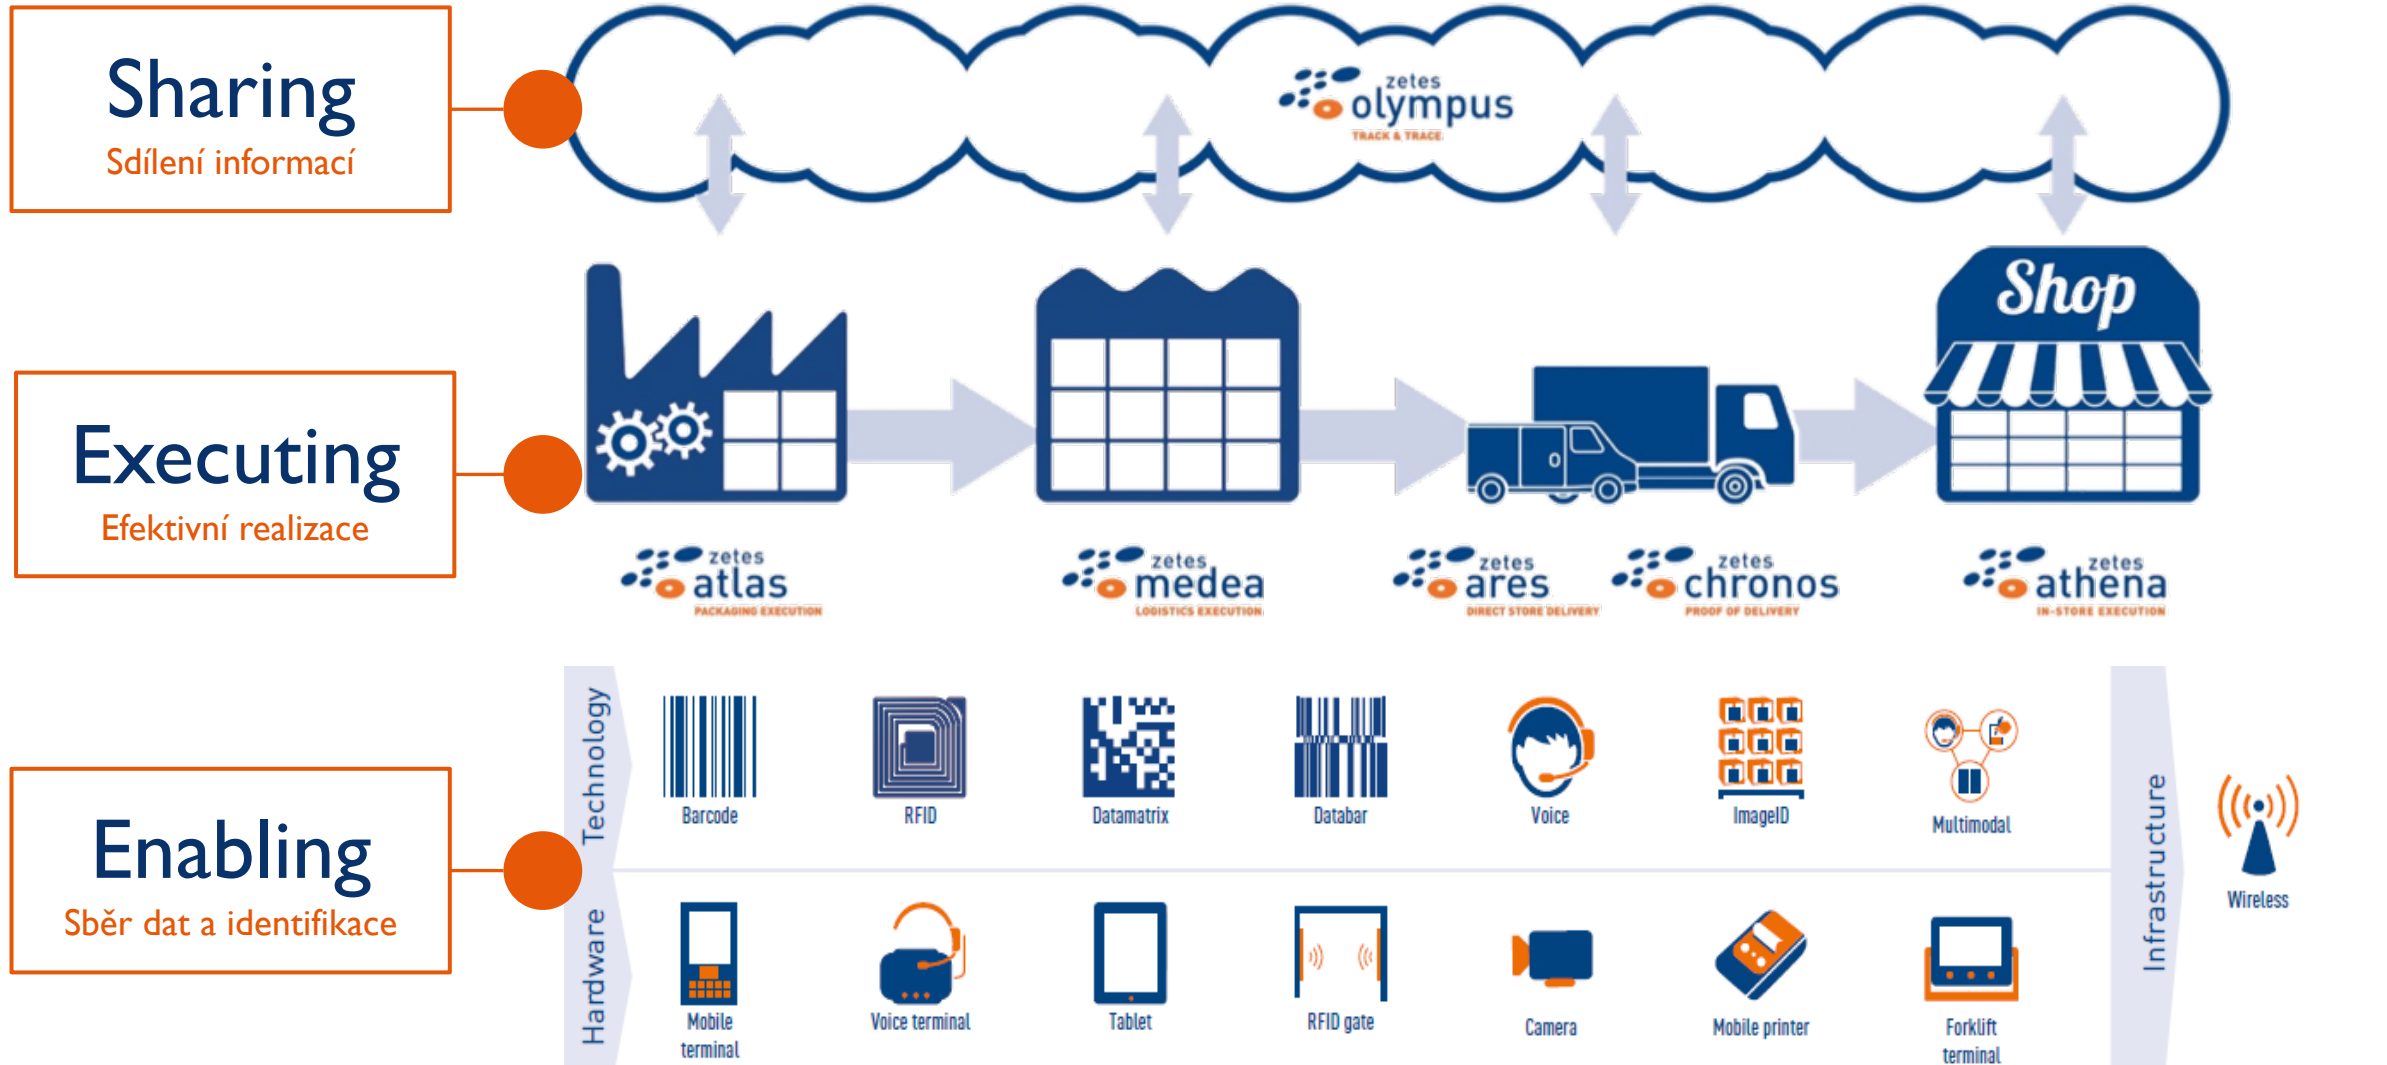 Sharing
Sdílení informací
zetes
olympus
TRACK & TRACE
Shop
Executing
Efektivní realizace
zetes
atlas
PACKAGING EXECUTION
zetes
medea
LOGISTICS EXECUTION
zetes
ares
DIRECT STORE DELIVERY
zetes
chronos
PROOF OF DELIVERY
zetes
athena
IN-STORE EXECUTION
Enabling
Sběr dat a identifikace
Technology
Barcode
RFID
Datamatrix
Databar
Voice
ImageID
Multimodal
Hardware
Mobile
terminal
Voice terminal
Tablet
RFID gate
Camera
Mobile printer
Forklift
terminal
Infrastructure
Wireless